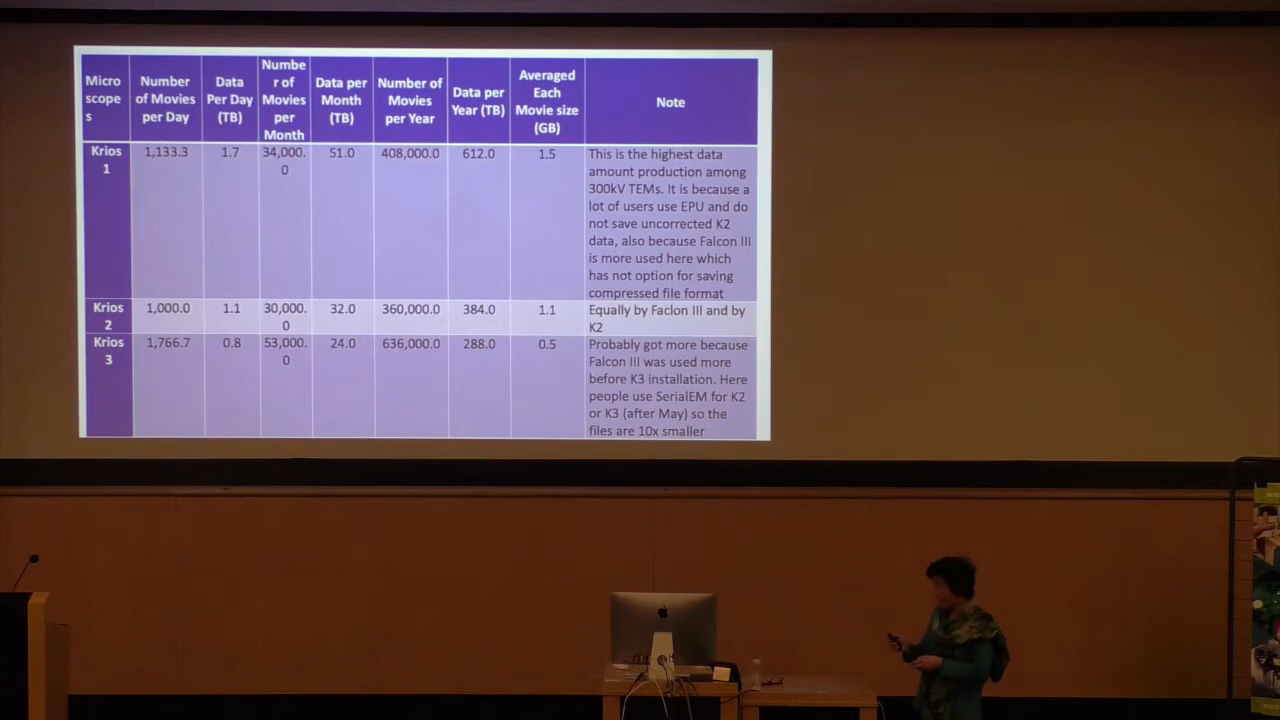 Micro
scope
s
Number
of Movies
per Day
Data
Per Day
(TB)
Numbe
r of
Movies
per
Month
Data per
Month
(TB)
Number of
Movies
per Year
Data per
Year (TB)
Averaged
Each
Movie size
(GB)
Note
Krios
1
1,133.3
1.7
34,000.
0
51.0
408,000.0
612.0
1.5
This is the highest data
amount production among
300kV TEMs. It is because a
lot of users use EPU and do
not save uncorrected K2
data, also because Falcon III
is more used here which
has not option for saving
compressed file format
Krios
2
1,000.0
1.1
30,000.
0
32.0
360,000.0
384.0
1.1
Equally by Faclon III and by
K2
Krios
3
1,766.7
0.8
53,000.
0
24.0
636,000.0
288.0
0.5
Probably got more because
Falcon III was used more
before K3 installation. Here
people use SerialEM for K2
or K3 (after May) so the
files are 10x smaller